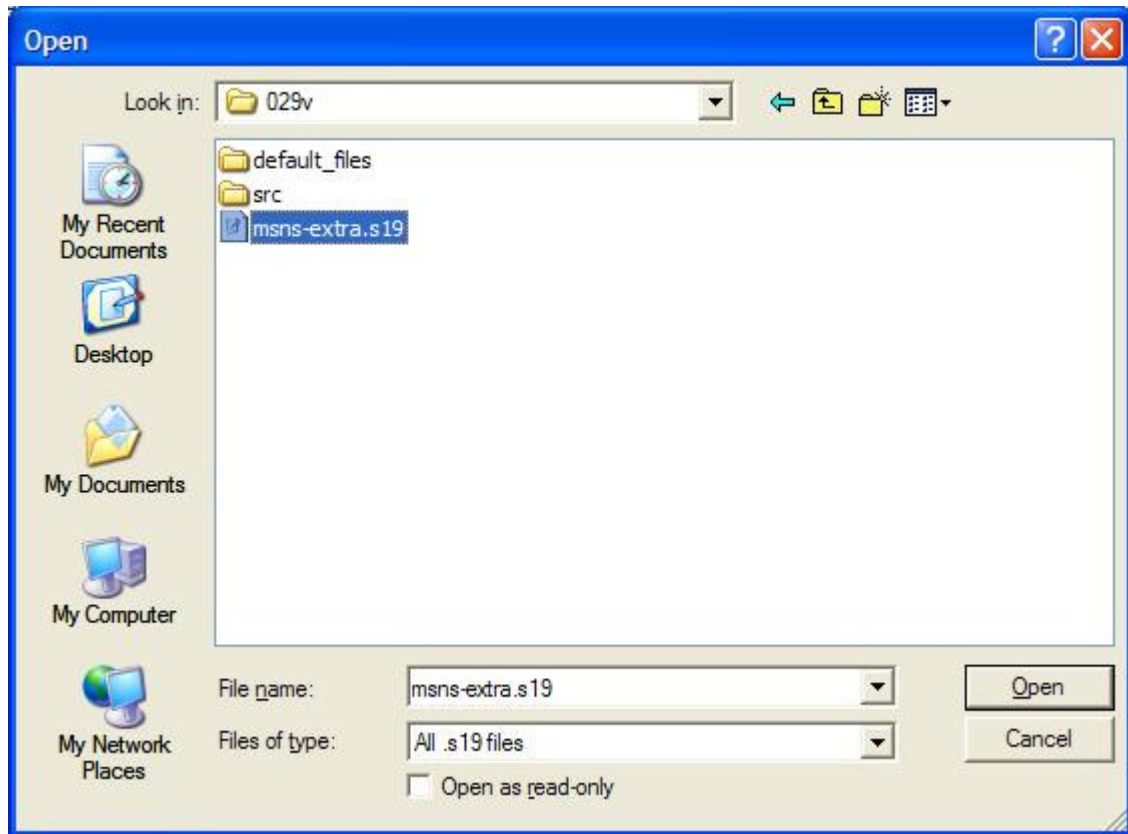 Open
Look in:
029v
default_files
src
msns-extra.s19
My Recent
Documents
Desktop
My Documents
My Computer
My Network
Places
File name:
msns-extra.s19
Open
Files of type:
All .s19 files
Cancel
Open as read-only